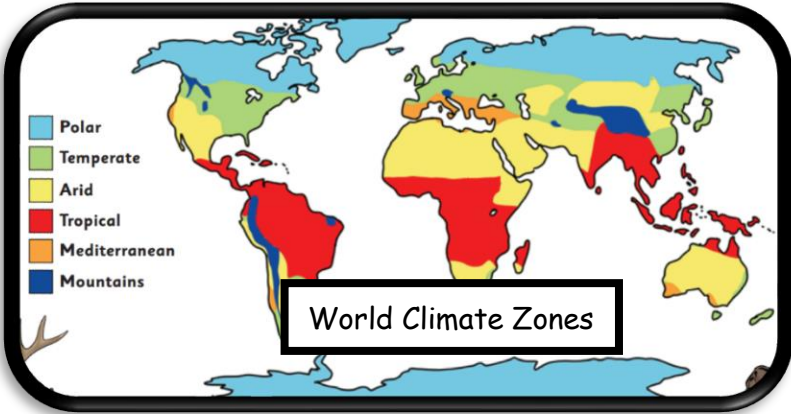 Polar
Temperate
Arid
Tropical
Mediterranean
Mountains
World Climate Zones